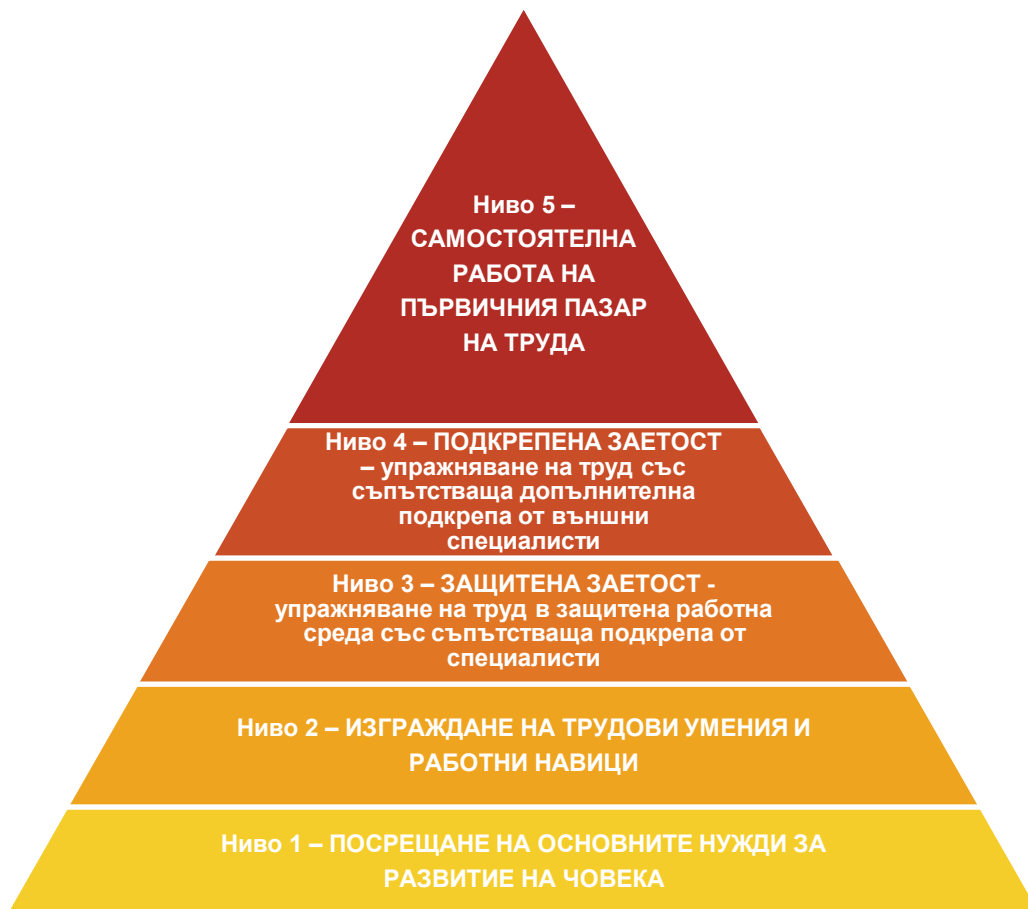 Ниво 5 –
САМОСТОЯТЕЛНА
РАБОТА НА
ПЪРВИЧНИЯ ПАЗАР
НА ТРУДА
Ниво 4 – ПОДКРЕПЕНА ЗАЕТОСТ
– упражняване на труд със
съпътстваща допълнителна
подкрепа от външни
специалисти
Ниво 3 – ЗАЩИТЕНА ЗАЕТОСТ -
упражняване на труд в защитена работна
среда със съпътстваща подкрепа от
специалисти
Ниво 2 – ИЗГРАЖДАНЕ НА ТРУДОВИ УМЕНИЯ И
РАБОТНИ НАВИЦИ
Ниво 1 – ПОСРЕЩАНЕ НА ОСНОВНИТЕ НУЖДИ ЗА
РАЗВИТИЕ НА ЧОВЕКА